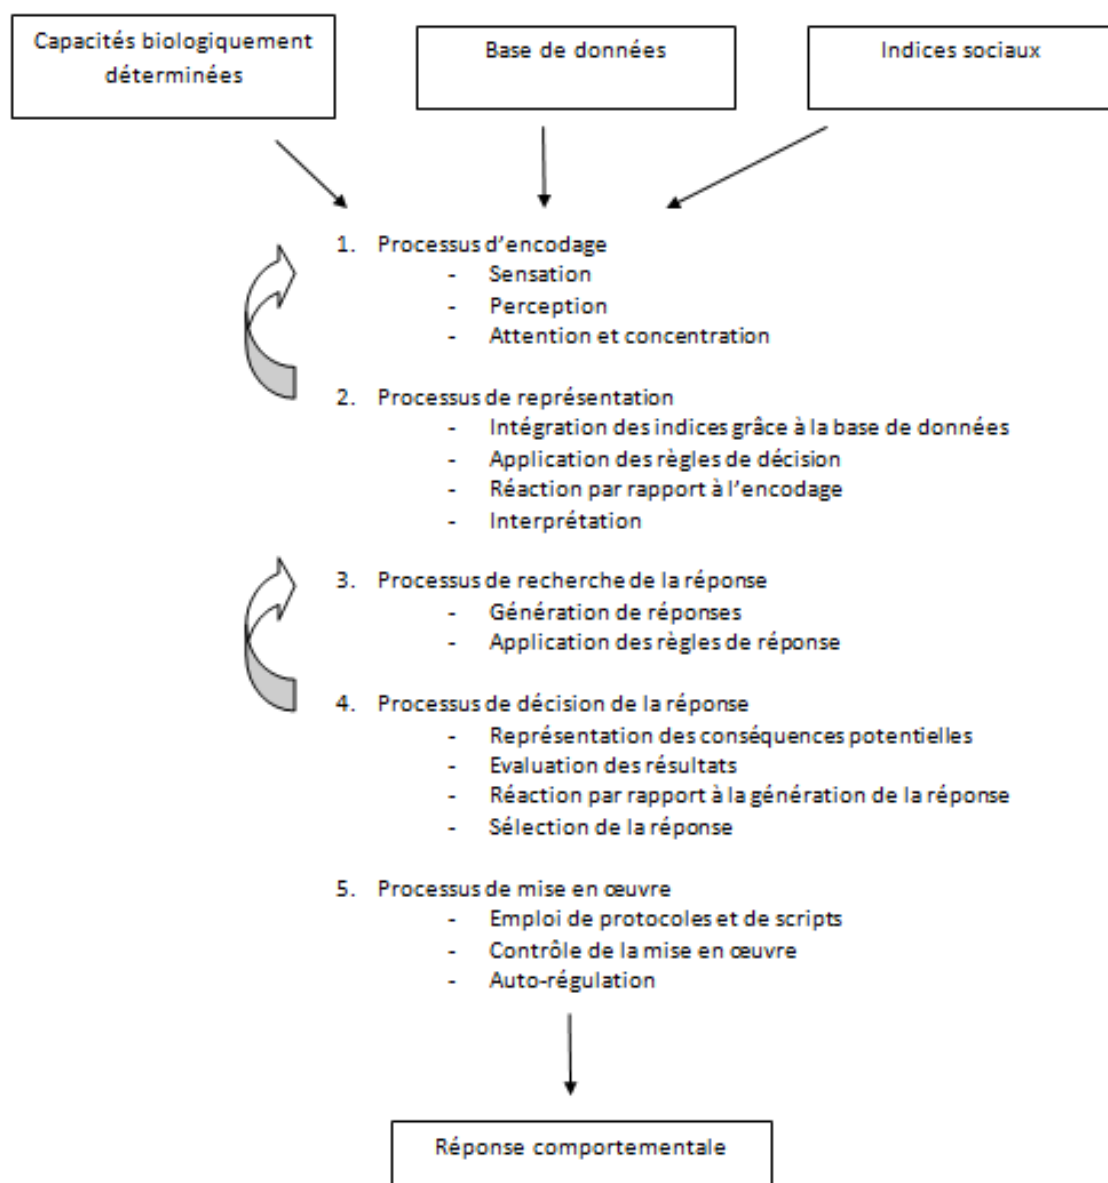 Capacités biologiquement
déterminées
Base de données
Indices sociaux
1. Processus d'encodage
- Sensation
- Perception
- Attention et concentration
2. Processus de représentation
- Intégration des indices grâce à la base de données
- Application des règles de décision
- Réaction par rapport à l'encodage
- Interprétation
3. Processus de recherche de la réponse
- Génération de réponses
- Application des règles de réponse
4. Processus de décision de la réponse
- Représentation des conséquences potentielles
- Evaluation des résultats
- Réaction par rapport à la génération de la réponse
- Sélection de la réponse
5. Processus de mise en œuvre
- Emploi de protocoles et de scripts
- Contrôle de la mise en œuvre
- Auto-régulation
Réponse comportementale